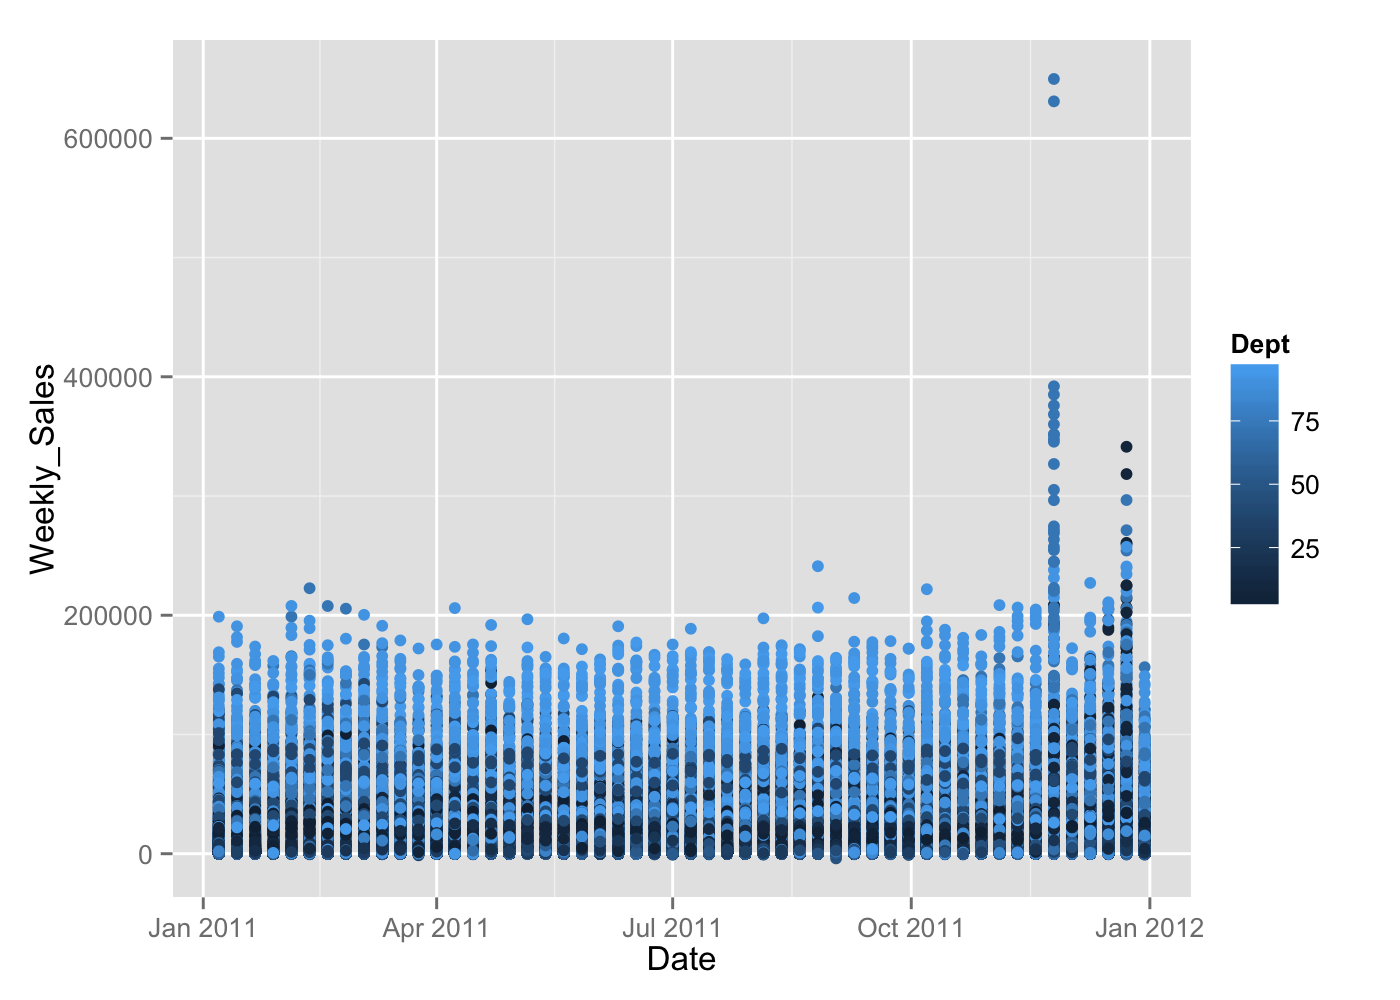 600000
400000
200000
0
Weekly_Sales
Jan 2011
Apr 2011
Jul 2011
Oct 2011
Jan 2012
Date
Dept
75
50
25